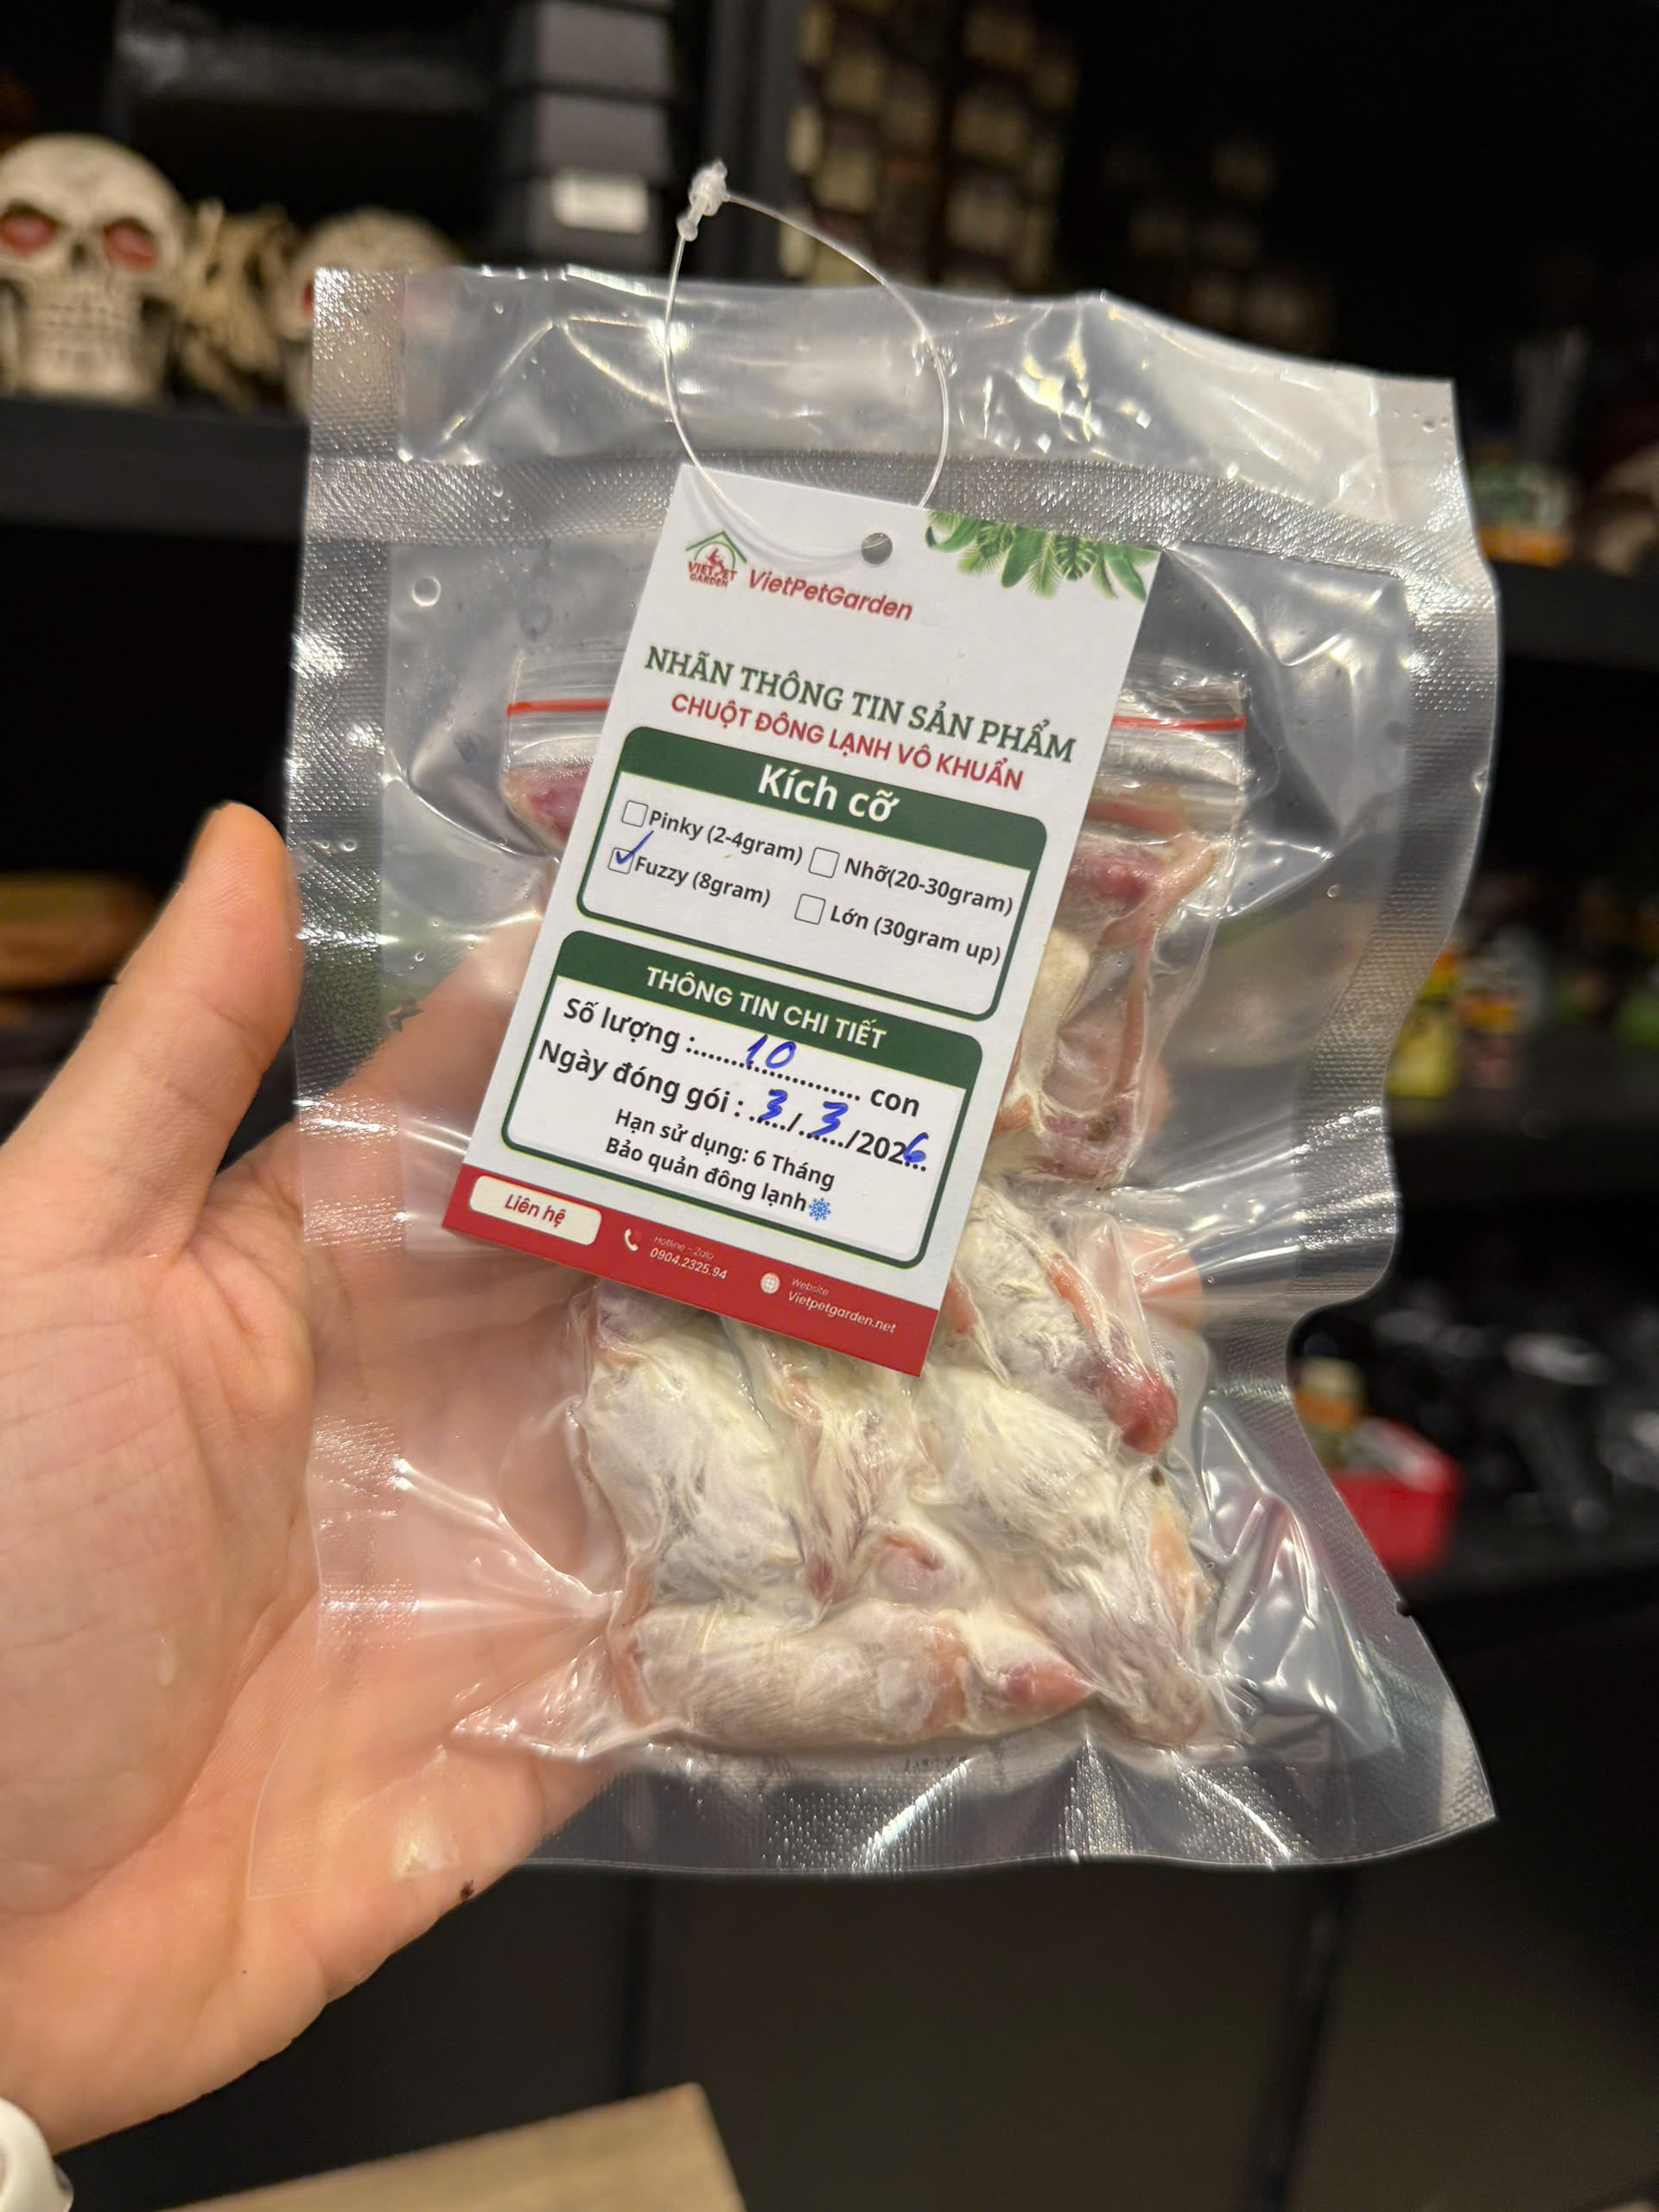 VIETPET
GARDEN
VietPetGarden
NHÃN THÔNG TIN SẢN PHẨM
CHUỘT ĐÔNG LẠNH VÔ KHUẨN
Kích cỡ
Pinky (2-4gram)
Nhỡ(20-30gram)
Fuzzy (8gram)
Lớn (30gram up)
THÔNG TIN CHI TIẾT
Số lượng :......10............ con
Ngày đóng gói : 3/3/2026
Hạn sử dụng: 6 Tháng
Bảo quản đông lạnh
Liên hệ
Hotline - Zalo
0904.2325.94
Website
Vietpetgarden.net